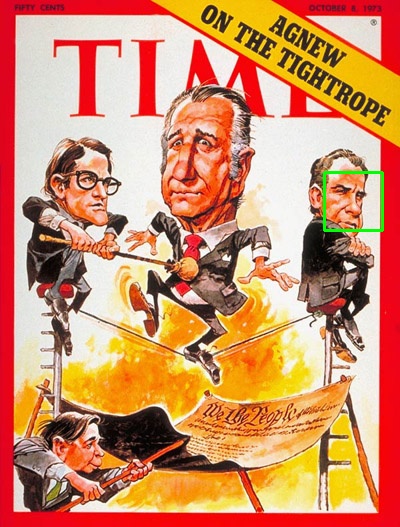 FIFTY CENTS
OCTOBER 8, 1973
AGNEW
ON THE TIGHTROPE
TIME
We the People